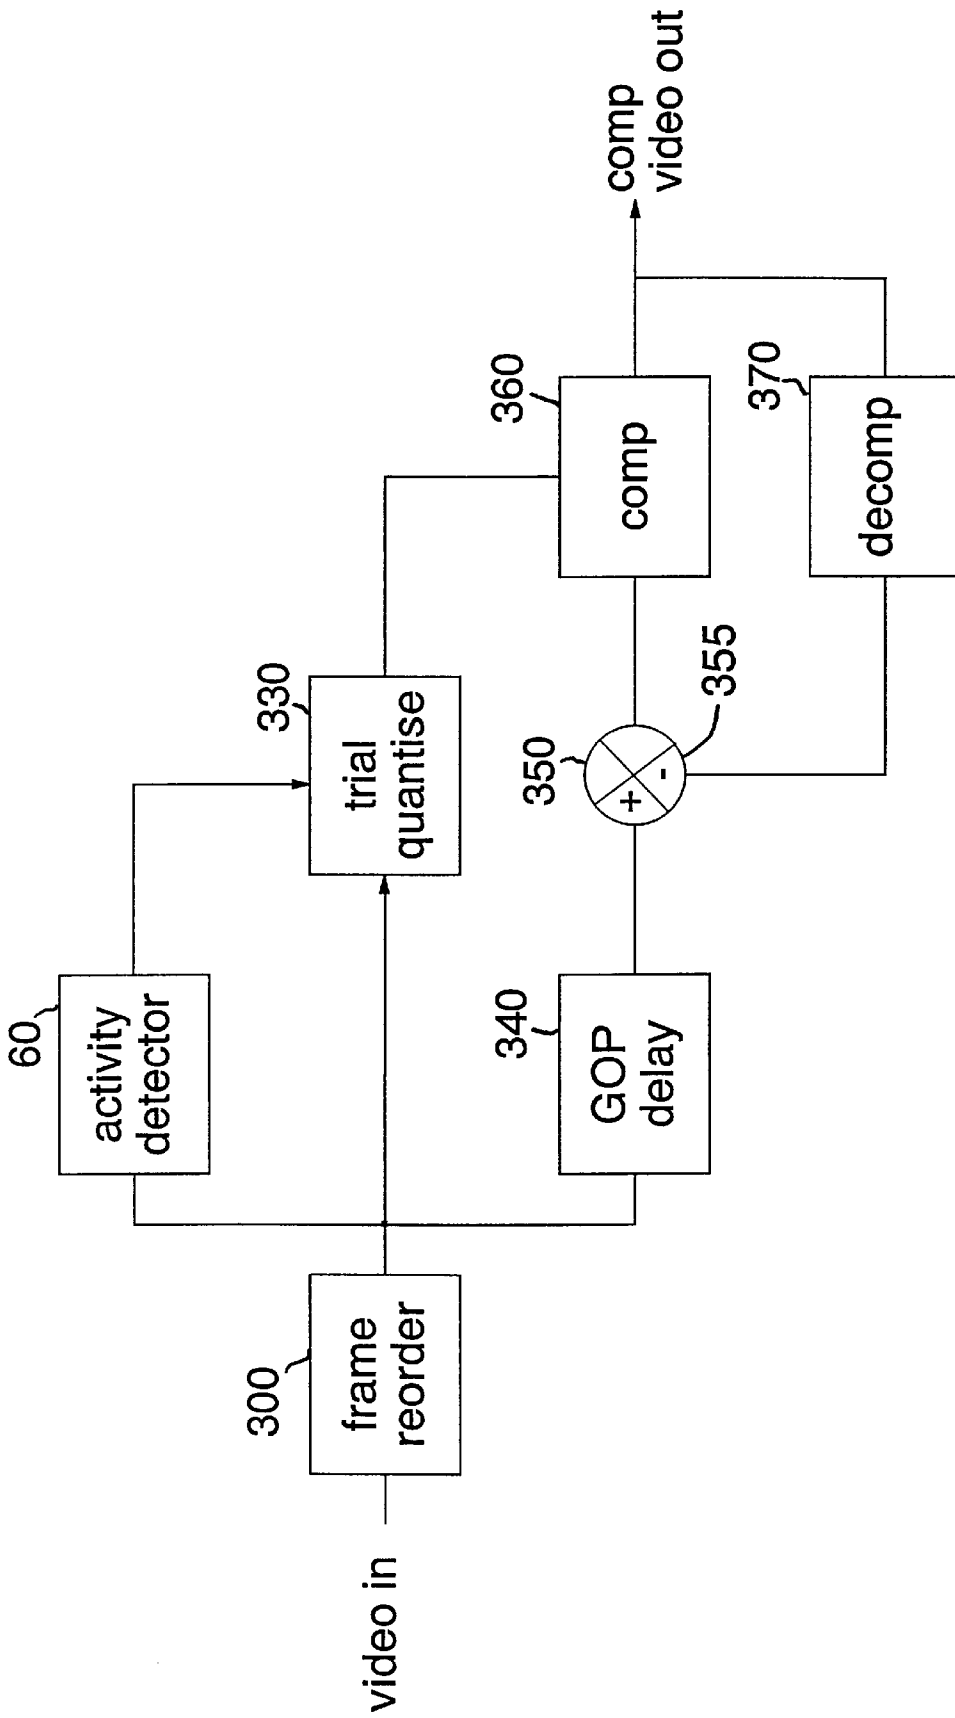 video in
300
frame
reorder
60
activity
detector
330
trial
quantise
340
GOP
delay
350
+
-
355
360
comp
370
decomp
comp
video out